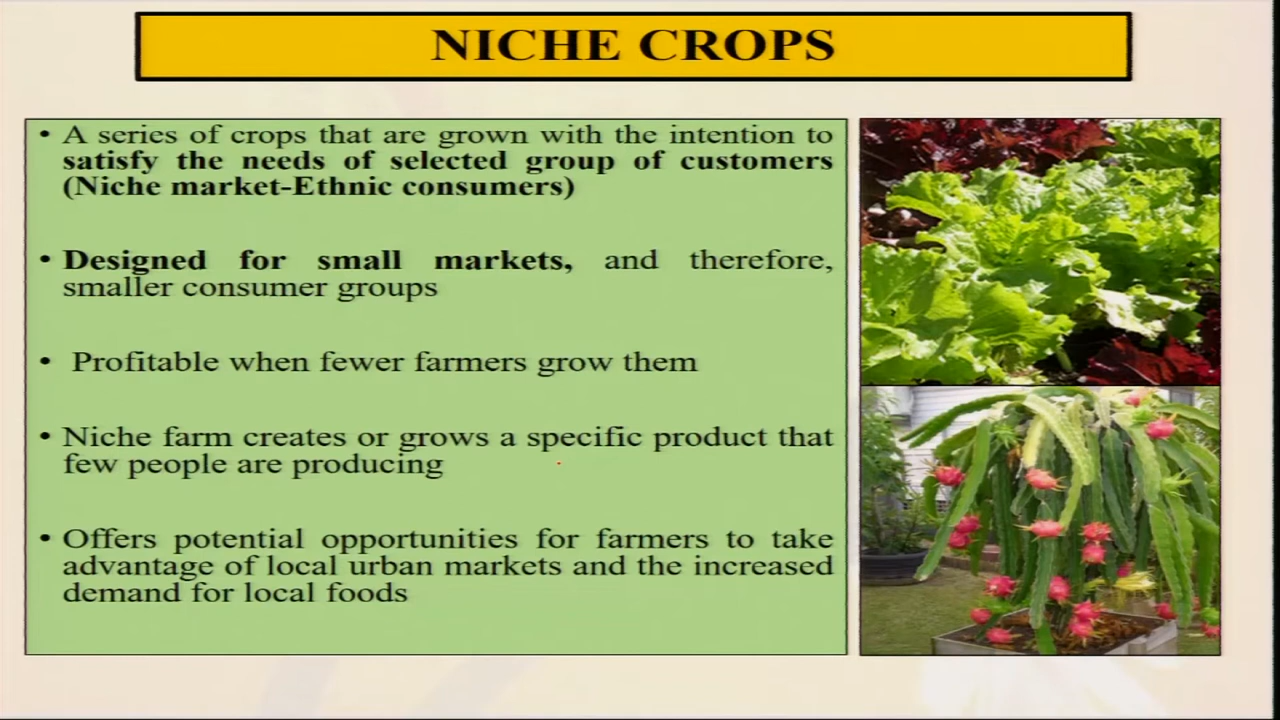 NICHE CROPS
• A series of crops that are grown with the intention to
satisfy the needs of selected group of customers
(Niche market-Ethnic consumers)
• Designed for small markets, and therefore,
smaller consumer groups
• Profitable when fewer farmers grow them
• Niche farm creates or grows a specific product that
few people are producing
• Offers potential opportunities for farmers to take
advantage of local urban markets and the increased
demand for local foods